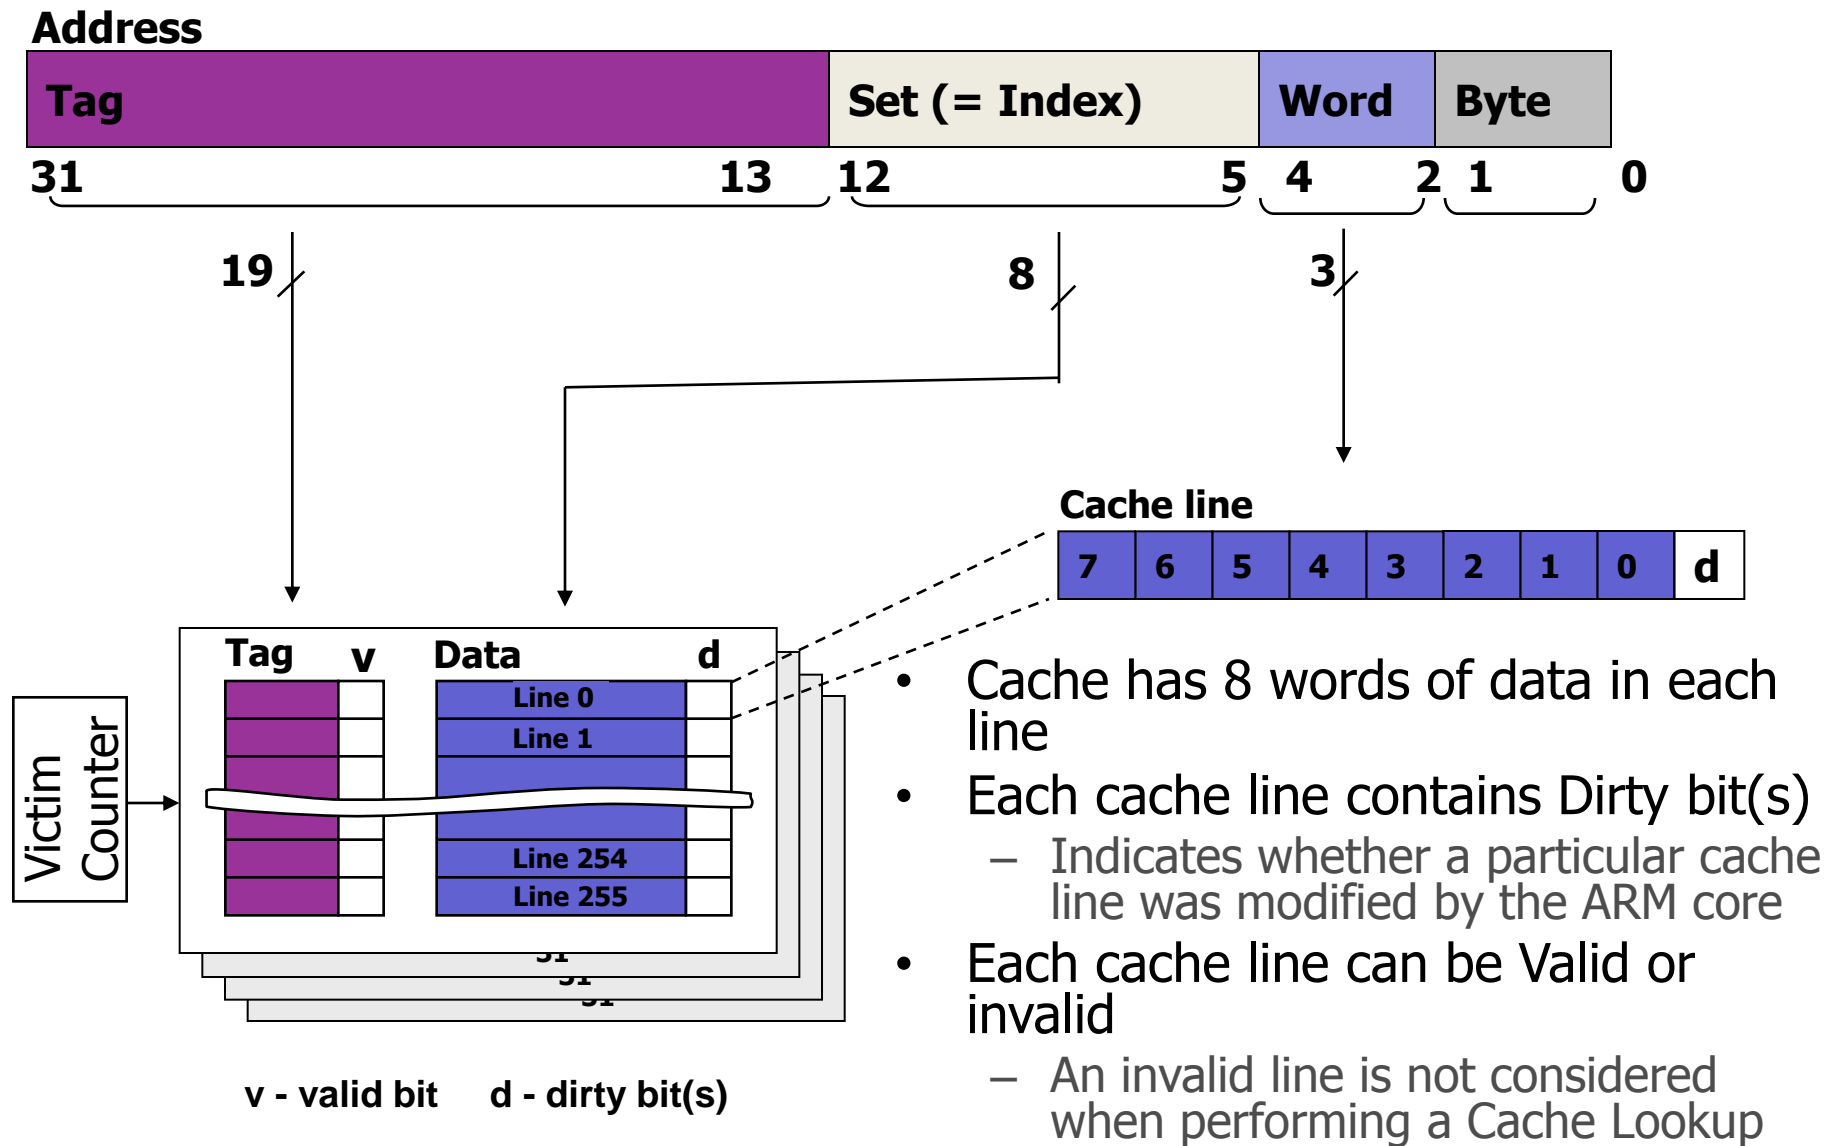 Address
Tag Set (= Index) Word Byte
31 13 12 5 4 2 1 0
19 8 3
Cache line
7 6 5 4 3 2 1 0 d
Tag v Data d
Line 0
Line 1
Line 254
Line 255
Victim
Counter
v - valid bit d - dirty bit(s)
• Cache has 8 words of data in each
line
• Each cache line contains Dirty bit(s)
– Indicates whether a particular cache
line was modified by the ARM core
• Each cache line can be Valid or
invalid
– An invalid line is not considered
when performing a Cache Lookup